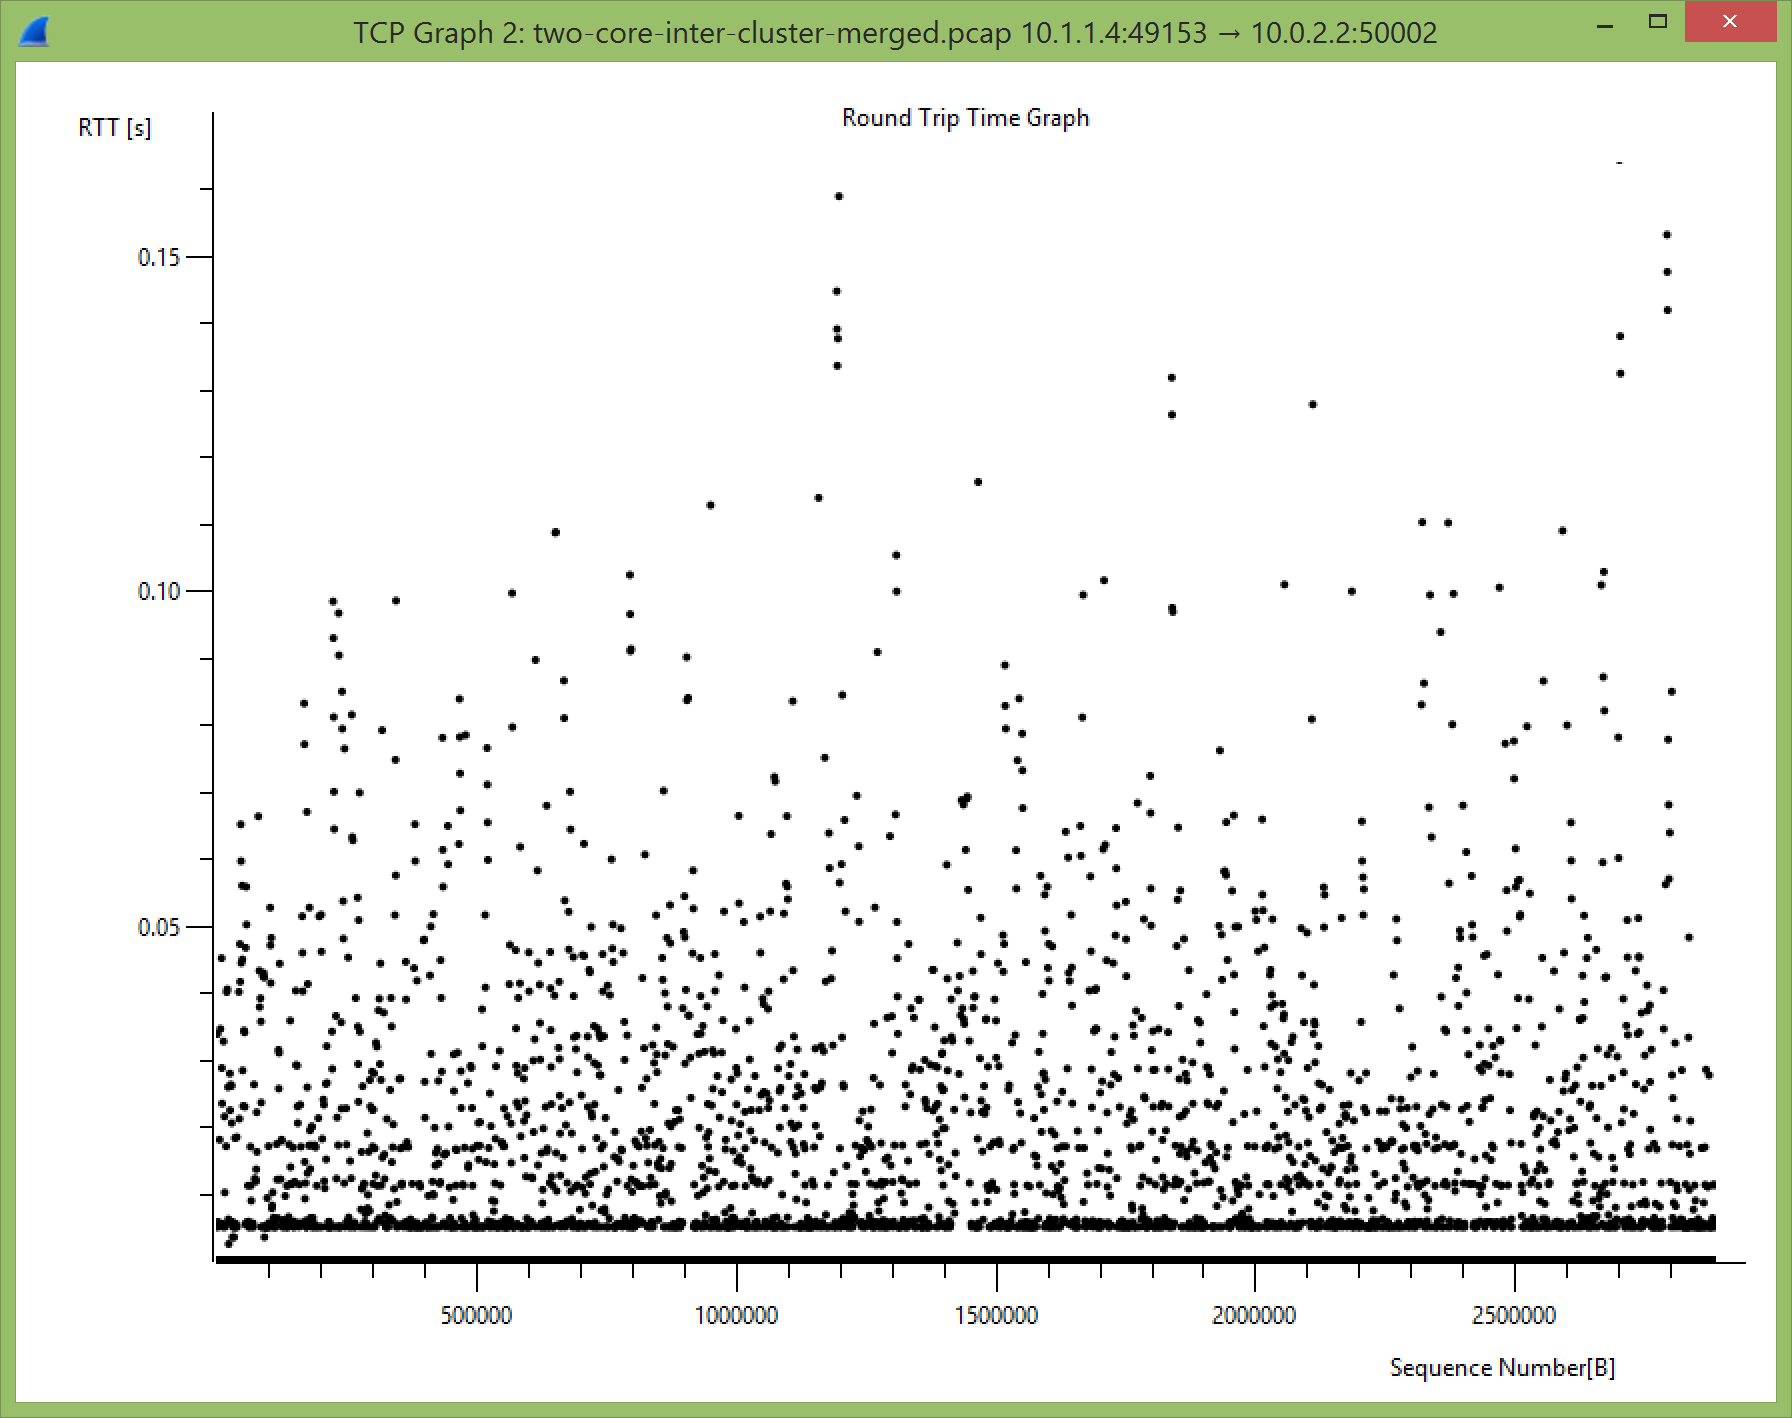 TCP Graph 2: two-core-inter-cluster-merged.pcap 10.1.1.4:49153 → 10.0.2.2:50002
Round Trip Time Graph
RTT [s]
0.15
0.10
0.05
500000 1000000 1500000 2000000 2500000
Sequence Number[B]